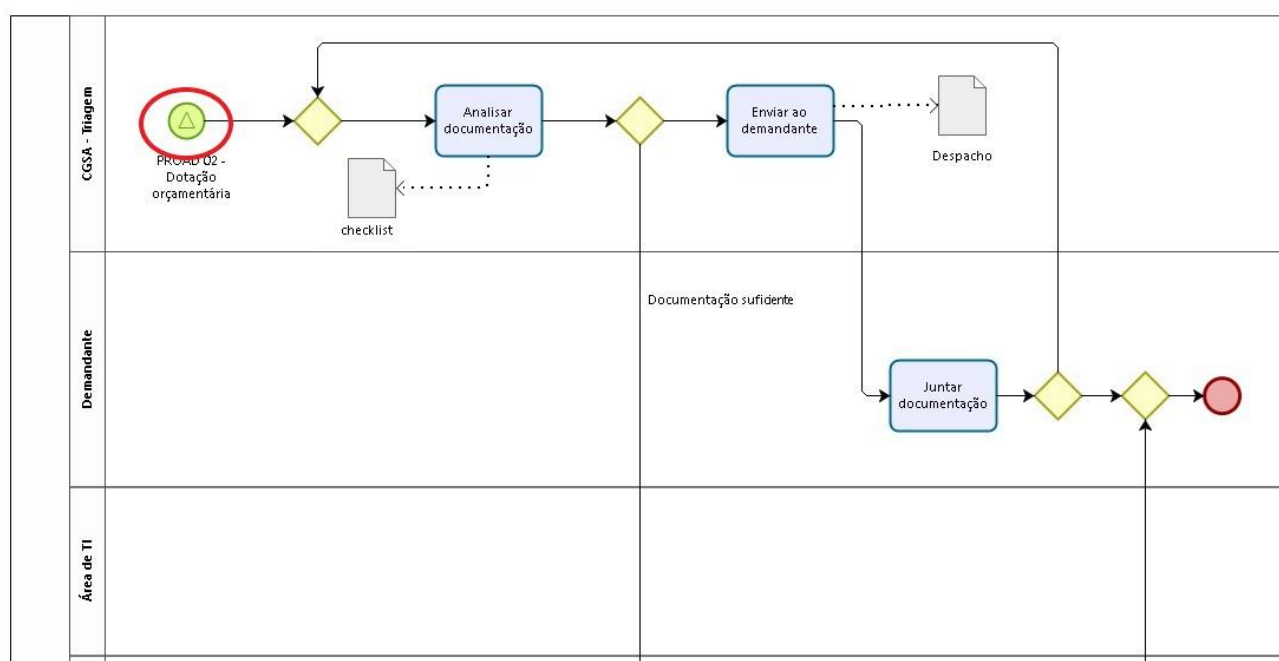 CGSA - Triagem
PROAD 02 -
Dotação
orçamentária
Analisar
documentação
checklist
Enviar ao
demandante
Despacho
Demandante
Documentação suficiente
Juntar
documentação
Área de TI